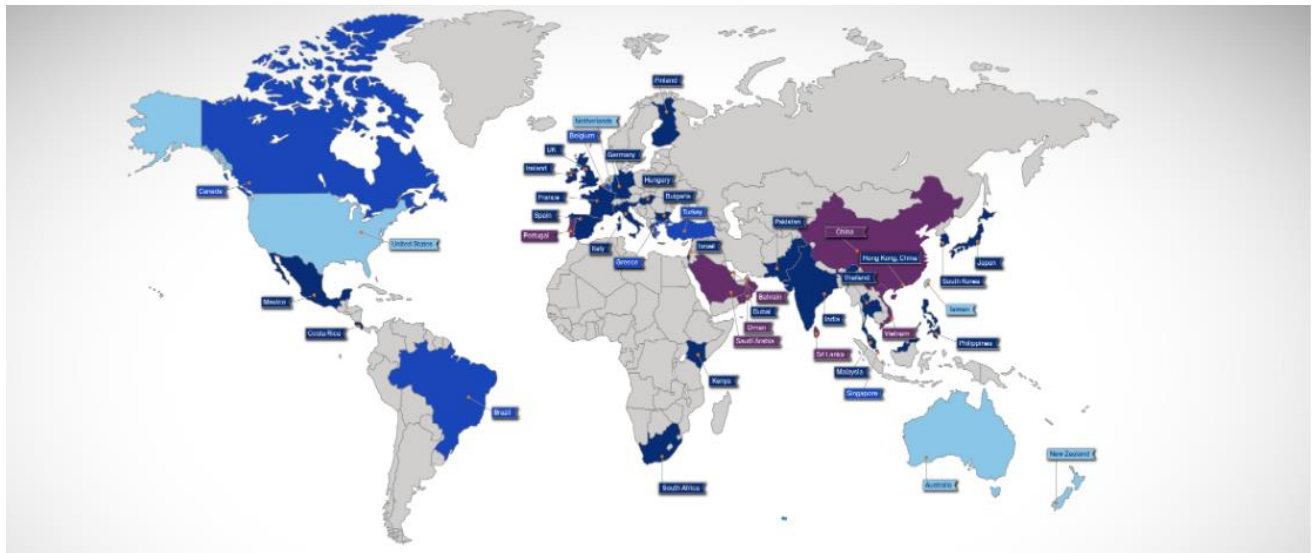 Finland
Netherlands
Belgium
UK
Germany
Ireland
Hungary
Canada
France
Bulgaria
Spain
Turkey
Pakistan
Portugal
China
United States
Italy
Israel
Hong Kong, China
Greece
Japan
Thailand
South Korea
Mexico
Bahrain
Dubai
Taiwan
India
Costa Rica
Oman
Vietnam
Saudi Arabia
Philippines
Sri Lanka
Malaysia
Kenya
Singapore
Brazil
New Zealand
Australia
South Africa